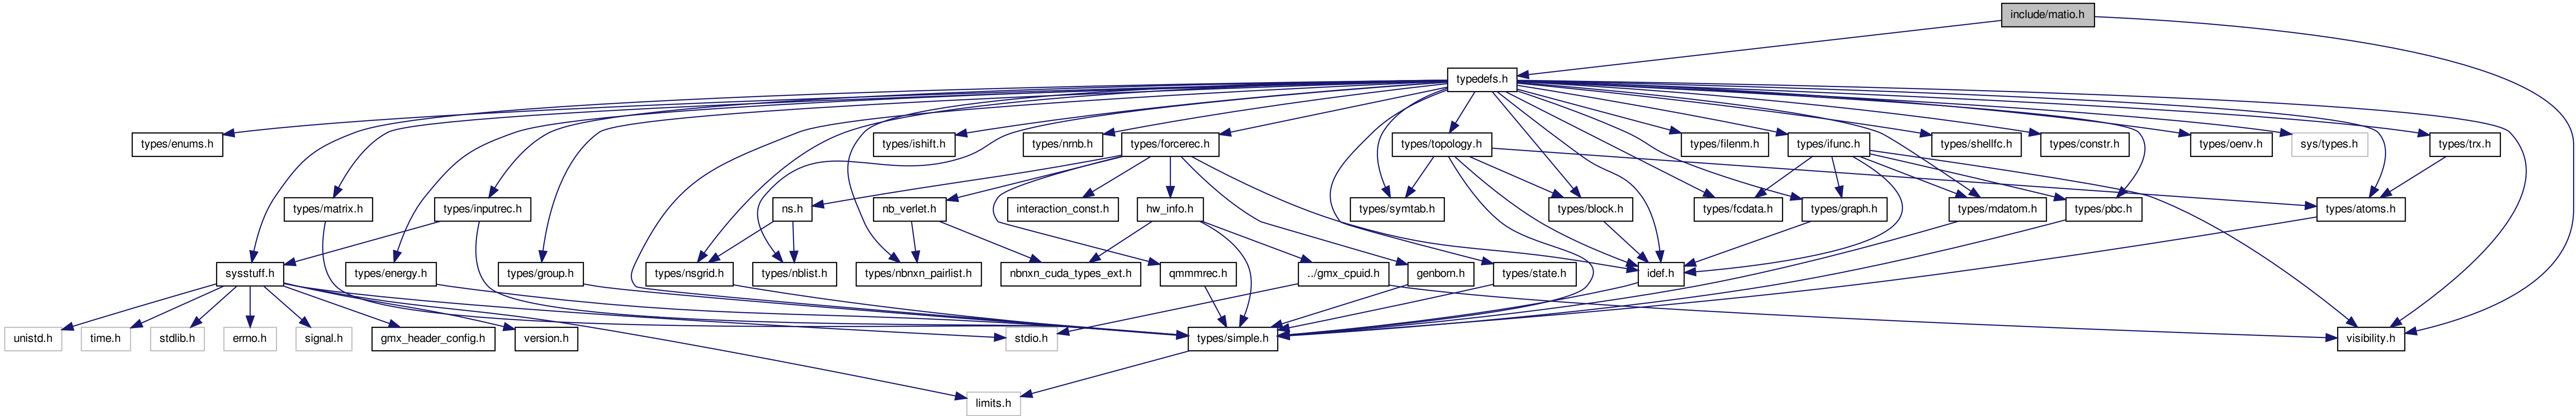 include/matio.h
typedefs.h
types/enums.h
types/ishift.h
types/nrnb.h
types/forcerec.h
types/topology.h
types/filenm.h
types/ifunc.h
types/shellfc.h
types/constr.h
types/oenv.h
sys/types.h
types/trx.h
types/matrix.h
types/inputrec.h
ns.h
nb_verlet.h
interaction_const.h
hw_info.h
types/symtab.h
types/block.h
types/fcdata.h
types/graph.h
types/mdatom.h
types/pbc.h
types/atoms.h
sysstuff.h
types/energy.h
types/group.h
types/nsgrid.h
types/nblist.h
types/nbnxn_pairlist.h
nbnxn_cuda_types_ext.h
qmmmrec.h
../gmx_cpuid.h
genborn.h
types/state.h
idef.h
unistd.h
time.h
stdlib.h
errno.h
signal.h
gmx_header_config.h
version.h
stdio.h
types/simple.h
visibility.h
limits.h